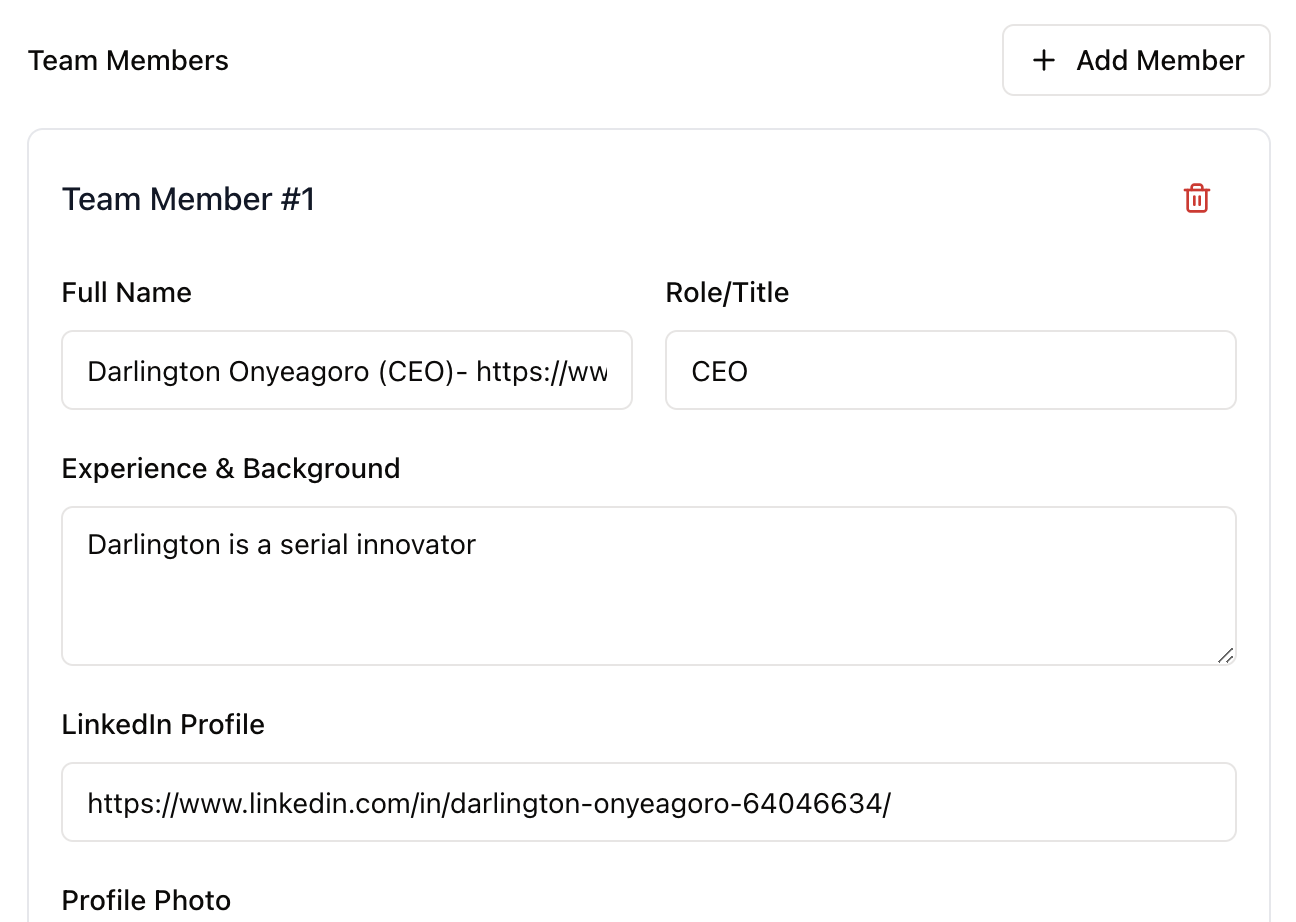 Team Members
Add Member
Team Member #1
Full Name
Role/Title
Darlington Onyeagoro (CEO)- https://ww
CEO
Experience & Background
Darlington is a serial innovator
LinkedIn Profile
https://www.linkedin.com/in/darlington-onyeagoro-64046634/
Profile Photo